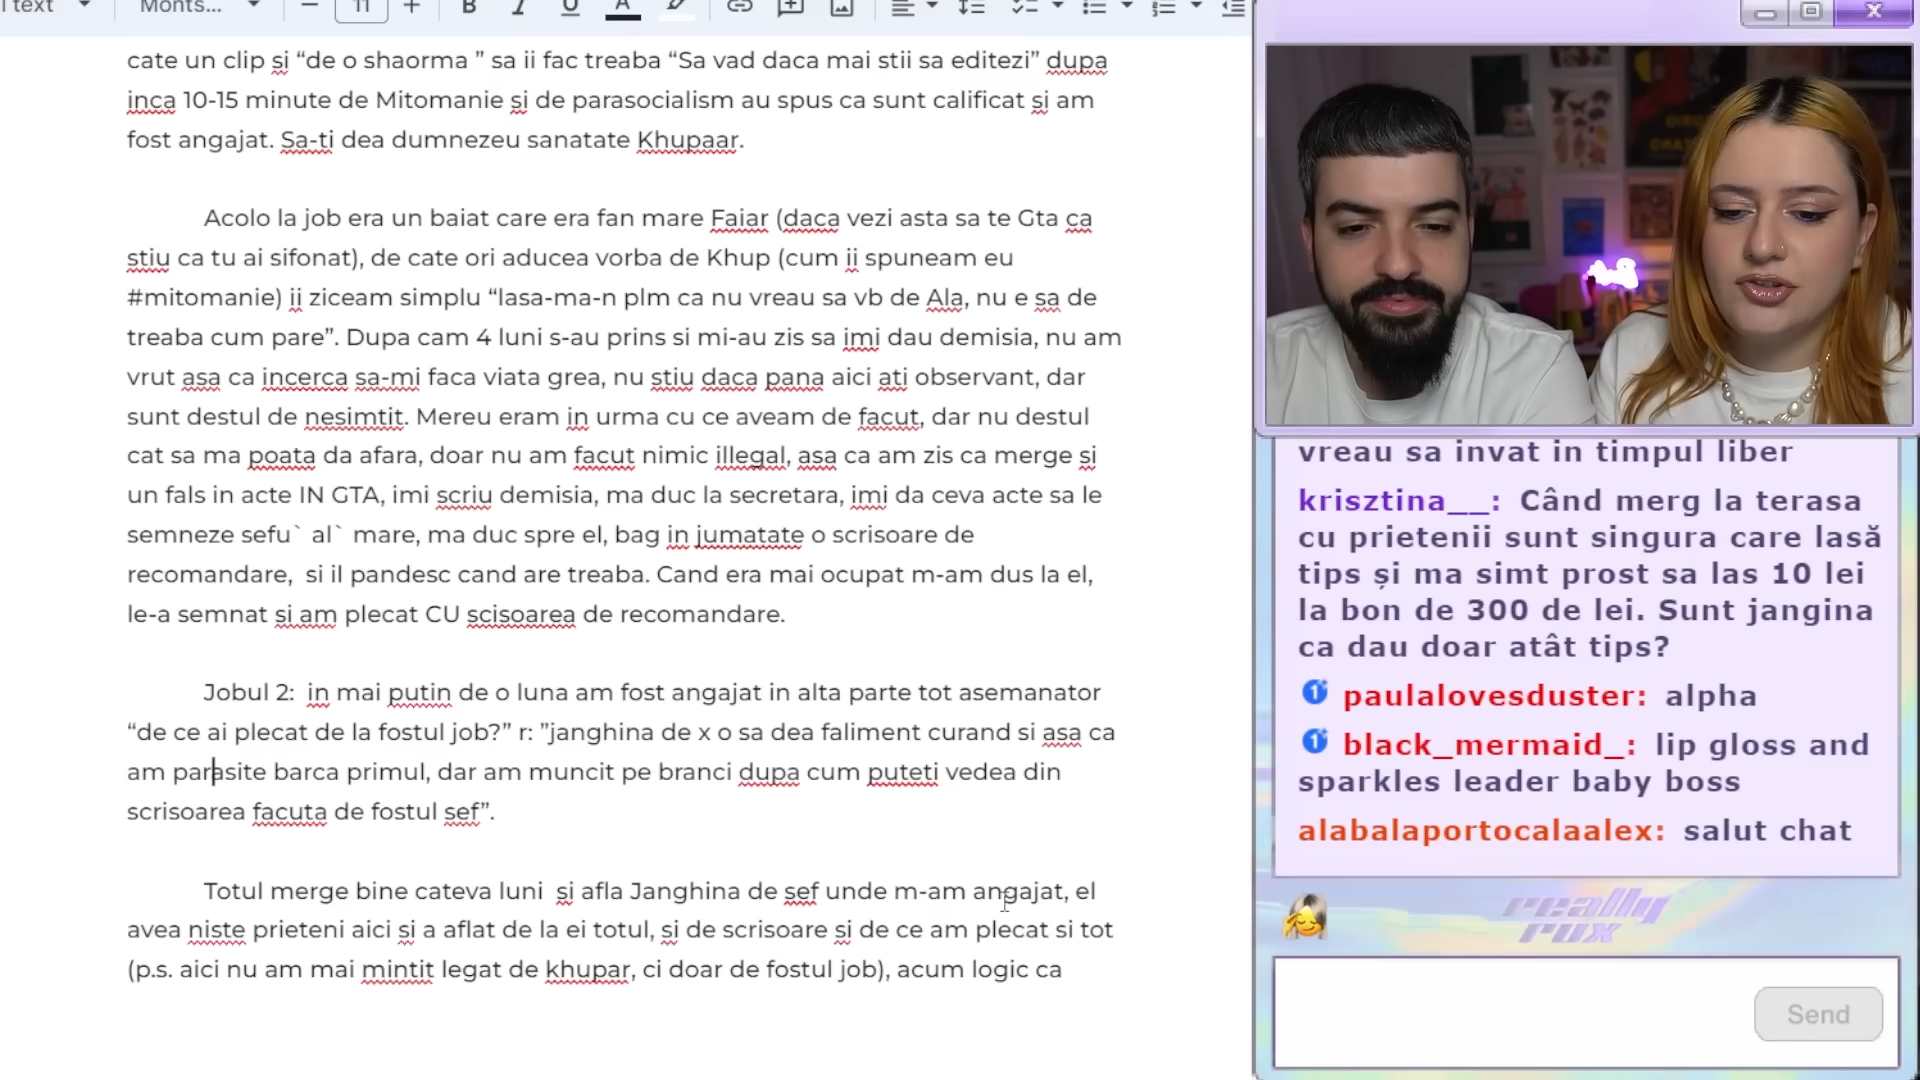 text
Monts...
11
B I U A
cate un clip si “de o shaorma ” sa ii fac treaba “Sa vad daca mai stii sa editezi” dupa
inca 10-15 minute de Mitomanie si de parasocialism au spus ca sunt calificat si am
fost angajat. Sa-ti dea dumnezeu sanatate Khupaar.
Acolo la job era un baiat care era fan mare Faiar (daca vezi asta sa te Gta ca
stiu ca tu ai sifonat), de cate ori aducea vorba de Khup (cum ii spuneam eu
#mitomanie) ii ziceam simplu “lasa-ma-n plm ca nu vreau sa vb de Ala, nu e sa de
treaba cum pare”. Dupa cam 4 luni s-au prins si mi-au zis sa imi dau demisia, nu am
vrut asa ca incerca sa-mi faca viata grea, nu stiu daca pana aici ati observant, dar
sunt destul de nesimtit. Mereu eram in urma cu ce aveam de facut, dar nu destul
cat sa ma poata da afara, doar nu am facut nimic illegal, asa ca am zis ca merge si
un fals in acte IN GTA, imi scriu demisia, ma duc la secretara, imi da ceva acte sa le
semneze sefu` al` mare, ma duc spre el, bag in jumatate o scrisoare de
recomandare,  si il pandesc cand are treaba. Cand era mai ocupat m-am dus la el,
le-a semnat si am plecat CU scisoarea de recomandare.
Jobul 2:  in mai putin de o luna am fost angajat in alta parte tot asemanator
“de ce ai plecat de la fostul job?” r: ”janghina de x o sa dea faliment curand si asa ca
am parasite barca primul, dar am muncit pe branci dupa cum puteti vedea din
scrisoarea facuta de fostul sef”.
Totul merge bine cateva luni  si afla Janghina de sef unde m-am angajat, el
avea niste prieteni aici si a aflat de la ei totul, si de scrisoare si de ce am plecat si tot
(p.s. aici nu am mai mintit legat de khupar, ci doar de fostul job), acum logic ca
vreau sa invat in timpul liber
krisztina__: Când merg la terasa
cu prietenii sunt singura care lasă
tips și ma simt prost sa las 10 lei
la bon de 300 de lei. Sunt jangina
ca dau doar atât tips?
1 paulalovesduster: alpha
1 black_mermaid_: lip gloss and
sparkles leader baby boss
alabalaportocalaalex: salut chat
really
rux
Send